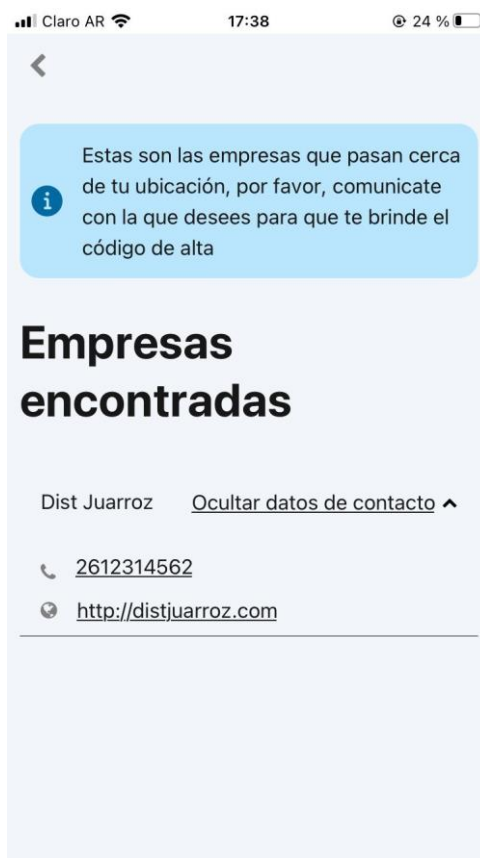 Claro AR 17:38 24 %
Estas son las empresas que pasan cerca
de tu ubicación, por favor, comunicate
con la que desees para que te brinde el
código de alta
Empresas
encontradas
Dist Juarroz Ocultar datos de contacto
2612314562
http://distjuarroz.com